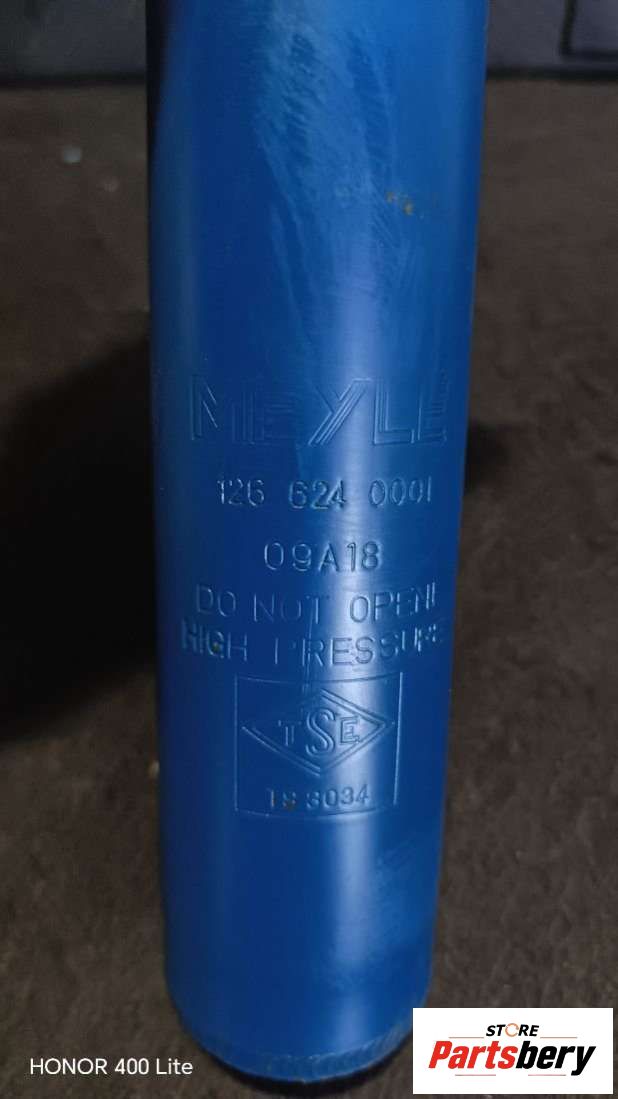 MEYLE
126 624 0001
09A18
DO NOT OPEN!
HIGH PRESSURE
TSE
TS 3034
STORE
Partsbery
HONOR 400 Lite